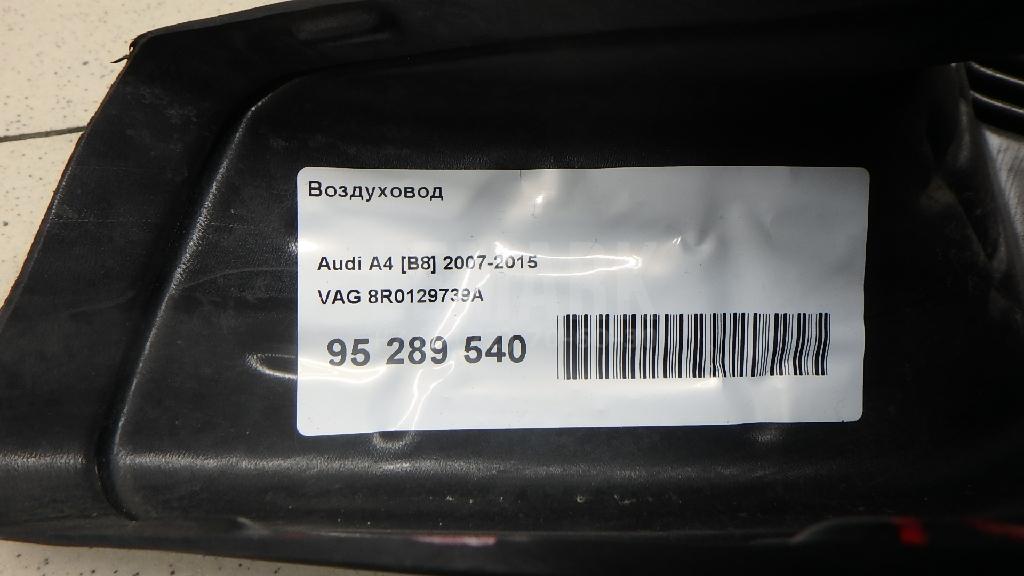 Воздуховод
Audi A4 [B8] 2007-2015
VAG 8R0129739A
95 289 540